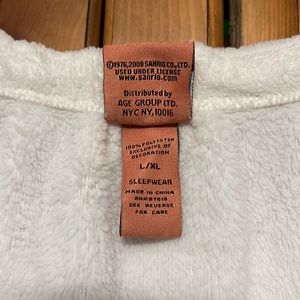 ©1976,2008 SANRIO CO.,LTD.
USED UNDER LICENSE
www.sanrio.com
Distributed by
AGE GROUP LTD.
NYC NY, 10016
100% POLYESTER
EXCLUSIVE OF
DECORATION
L/XL
SLEEPWEAR
MADE IN CHINA
SEE REVERSE
FOR CARE